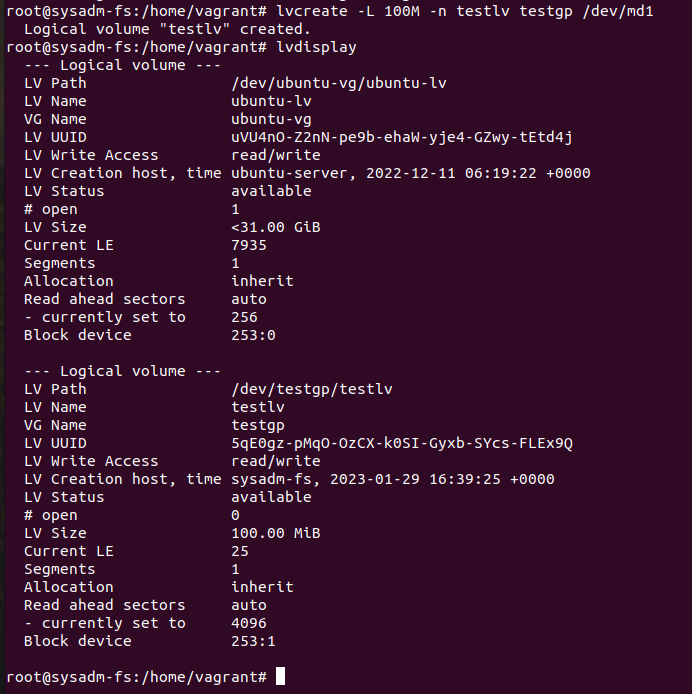 root@sysadm-fs:/home/vagrant# lvcreate -L 100M -n testlv testgp /dev/md1
  Logical volume "testlv" created.
root@sysadm-fs:/home/vagrant# lvdisplay
  --- Logical volume ---
  LV Path                /dev/ubuntu-vg/ubuntu-lv
  LV Name                ubuntu-lv
  VG Name                ubuntu-vg
  LV UUID                uVU4nO-Z2nN-pe9b-ehaW-yje4-GZwy-tEtd4j
  LV Write Access        read/write
  LV Creation host, time ubuntu-server, 2022-12-11 06:19:22 +0000
  LV Status              available
  # open                 1
  LV Size                <31.00 GiB
  Current LE             7935
  Segments               1
  Allocation             inherit
  Read ahead sectors     auto
  - currently set to     256
  Block device           253:0

  --- Logical volume ---
  LV Path                /dev/testgp/testlv
  LV Name                testlv
  VG Name                testgp
  LV UUID                5qE0gz-pMqO-OzCX-k0SI-Gyxb-SYcs-FLEx9Q
  LV Write Access        read/write
  LV Creation host, time sysadm-fs, 2023-01-29 16:39:25 +0000
  LV Status              available
  # open                 0
  LV Size                100.00 MiB
  Current LE             25
  Segments               1
  Allocation             inherit
  Read ahead sectors     auto
  - currently set to     4096
  Block device           253:1

root@sysadm-fs:/home/vagrant#